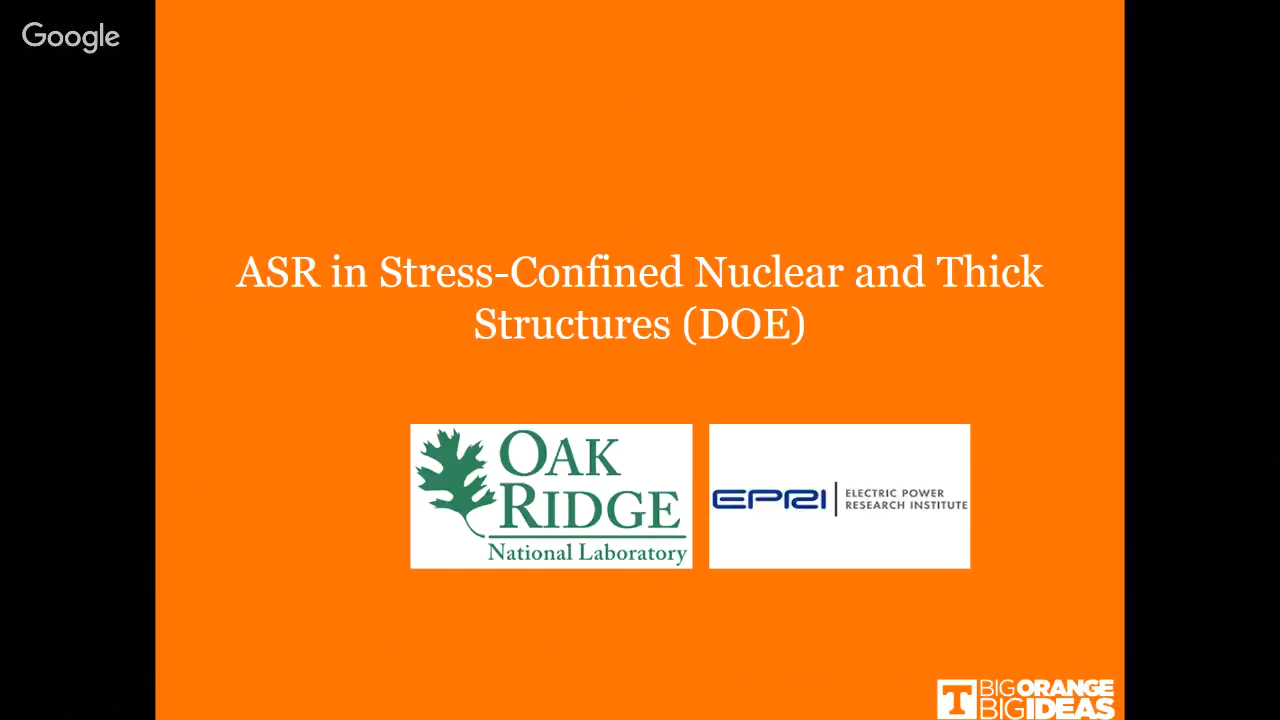 Google
ASR in Stress-Confined Nuclear and Thick
Structures (DOE)
OAK
RIDGE
National Laboratory
EPRI
ELECTRIC POWER
RESEARCH INSTITUTE
T
BIG ORANGE
BIG IDEAS